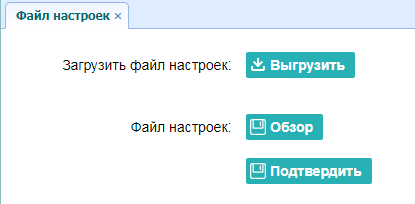 Файл настроек ×
Загрузить файл настроек: Выгрузить
Файл настроек: Обзор
Подтвердить